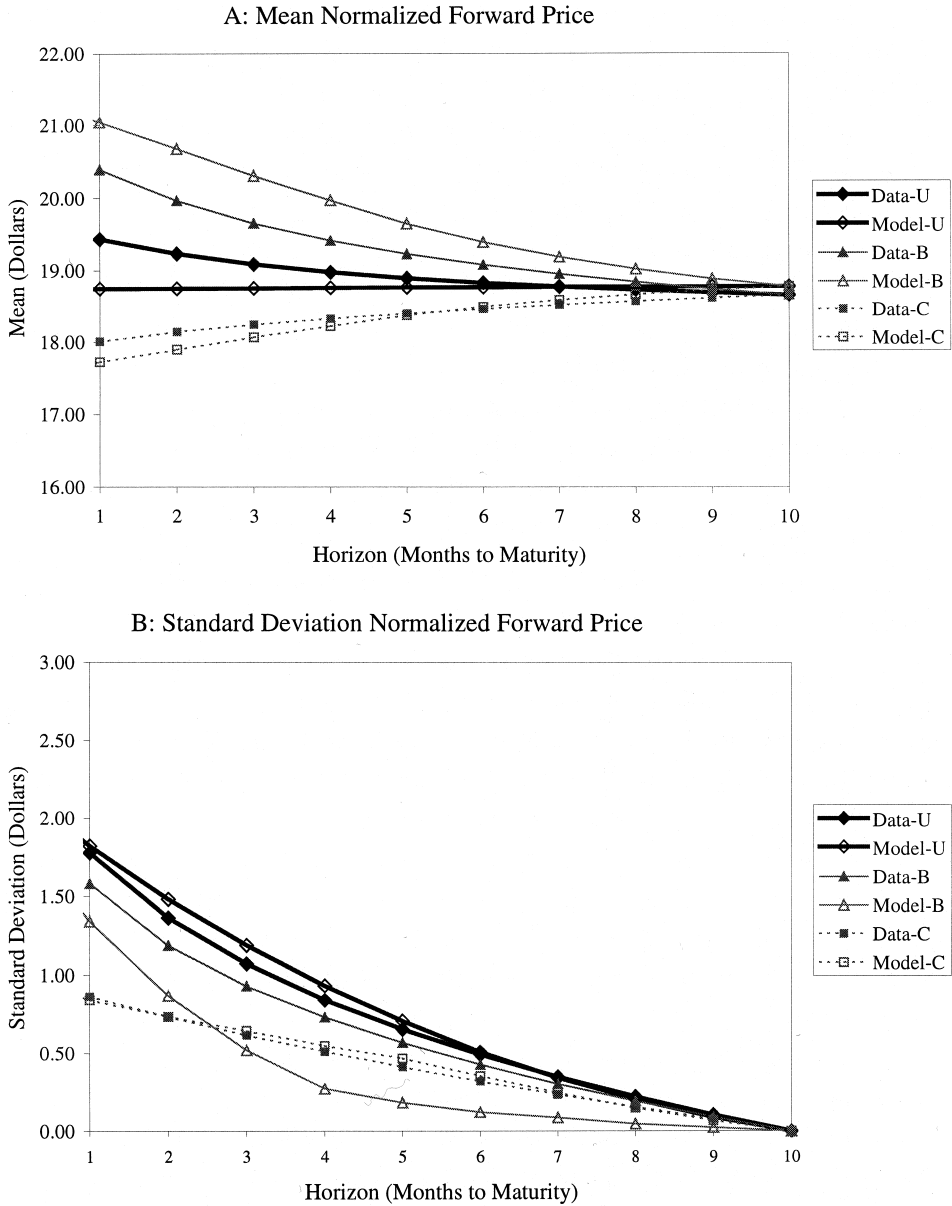 A: Mean Normalized Forward Price
22.00
21.00
20.00
19.00
18.00
17.00
16.00
Mean (Dollars)
1 2 3 4 5 6 7 8 9 10
Horizon (Months to Maturity)
Data-U
Model-U
Data-B
Model-B
Data-C
Model-C
B: Standard Deviation Normalized Forward Price
3.00
2.50
2.00
1.50
1.00
0.50
0.00
Standard Deviation (Dollars)
1 2 3 4 5 6 7 8 9 10
Horizon (Months to Maturity)
Data-U
Model-U
Data-B
Model-B
Data-C
Model-C